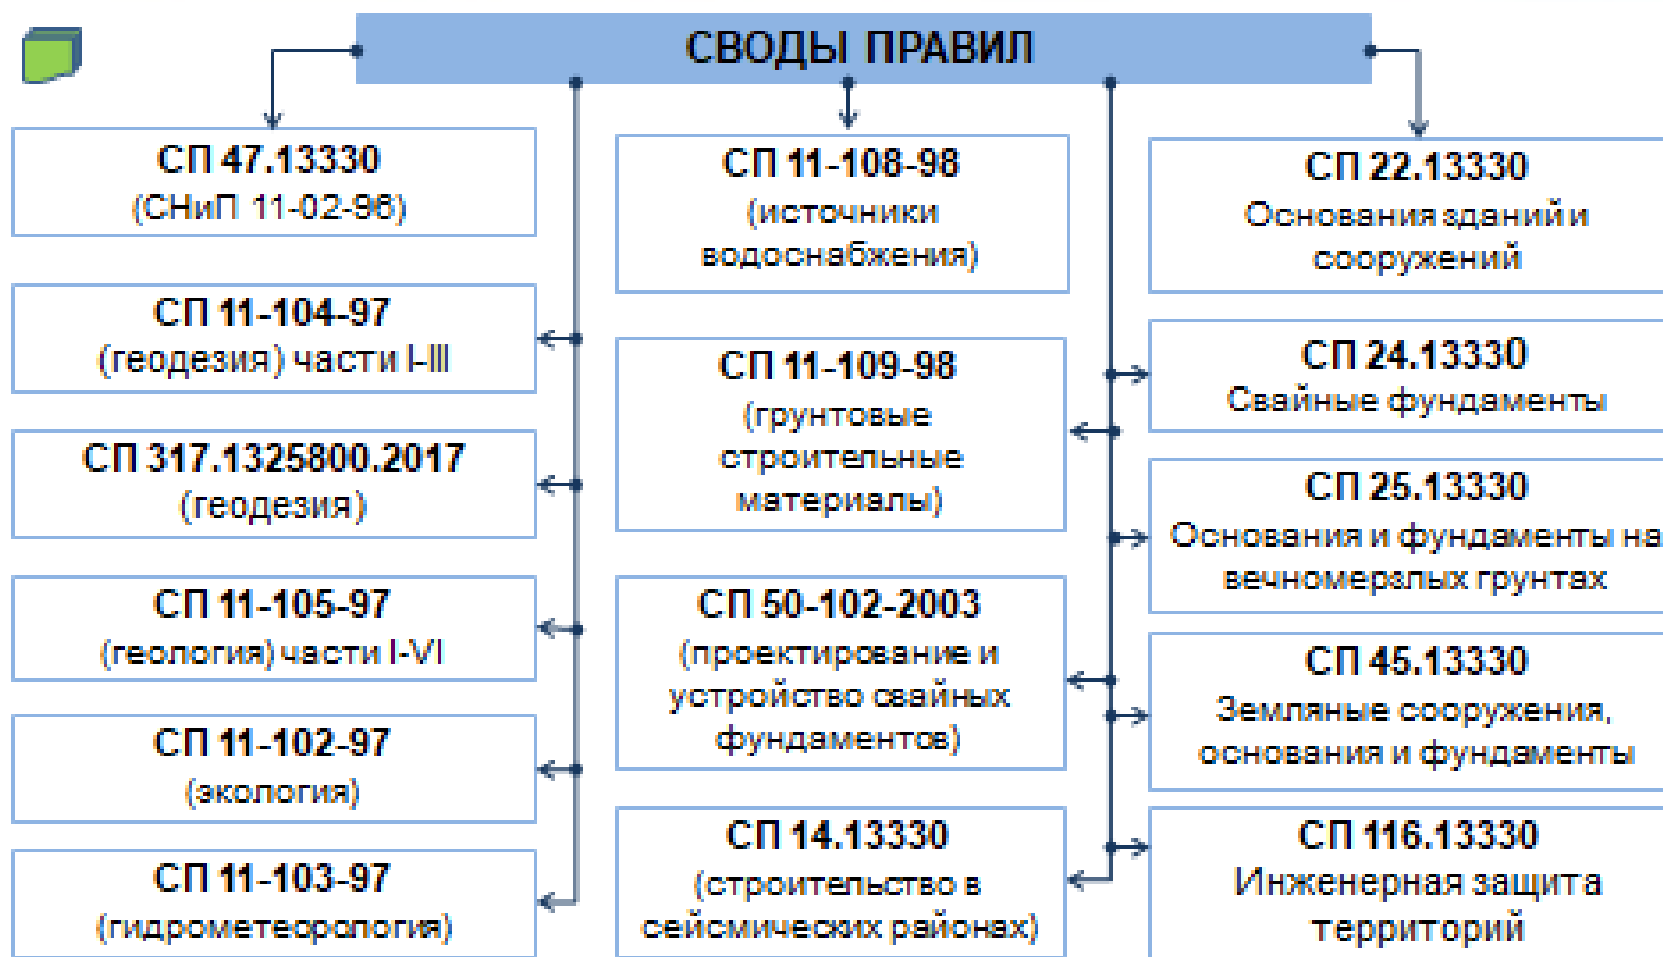 СВОДЫ ПРАВИЛ
СП 47.13330
(СНиП 11-02-96)
СП 11-104-97
(геодезия) части I-III
СП 317.1325800.2017
(геодезия)
СП 11-105-97
(геология) части I-VI
СП 11-102-97
(экология)
СП 11-103-97
(гидрометеорология)
СП 11-108-98
(источники
водоснабжения)
СП 11-109-98
(грунтовые
строительные
материалы)
СП 50-102-2003
(проектирование и
устройство свайных
фундаментов)
СП 14.13330
(строительство в
сейсмических районах)
СП 22.13330
Основания зданий и
сооружений
СП 24.13330
Свайные фундаменты
СП 25.13330
Основания и фундаменты на
вечномерзлых грунтах
СП 45.13330
Земляные сооружения,
основания и фундаменты
СП 116.13330
Инженерная защита
территорий